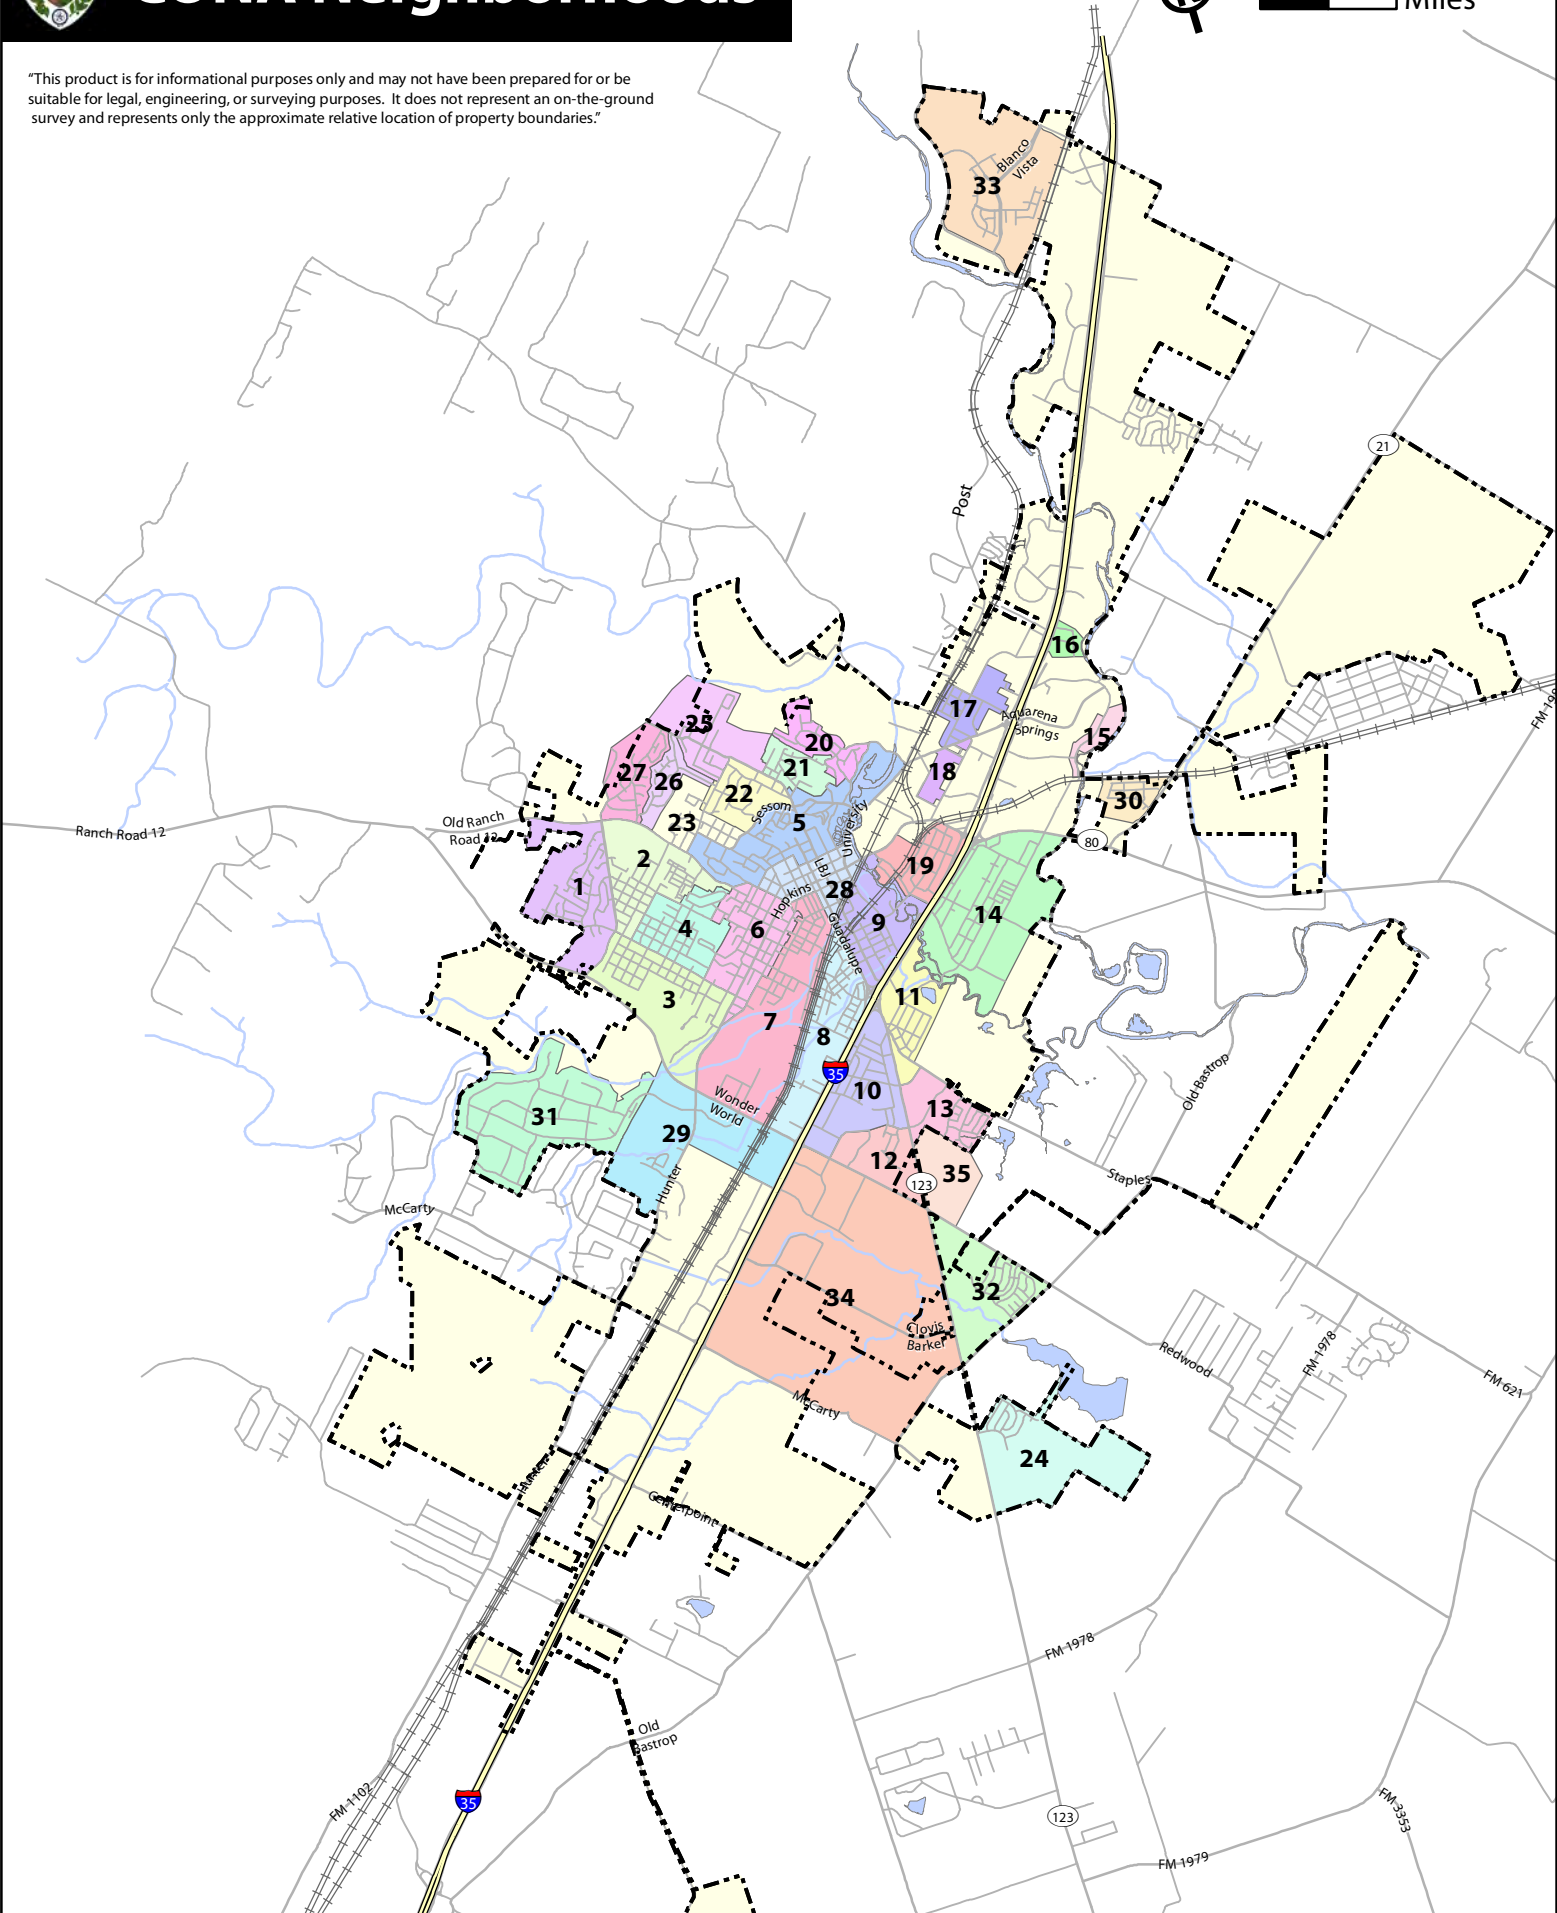 CONA Neighborhoods
Miles
“This product is for informational purposes only and may not have been prepared for or be
suitable for legal, engineering, or surveying purposes. It does not represent an on-the-ground
survey and represents only the approximate relative location of property boundaries.”
Blanco
Vista
33
21
Post
16
FM 198
17
Aquarena
Springs
15
25
20
21
18
27
26
22
30
Sessom
University
23
5
Ranch Road 12
Old Ranch
Road 12
80
2
LBJ
19
1
28
Hopkins
14
4
6
9
Guadalupe
3
11
7
8
35
10
Old Bastrop
Wonder
World
13
31
29
12
35
123
Staples
Hunter
McCarty
32
34
Clovis
Barker
Redwood
FM 1978
FM 621
McCarty
24
Hunter
Centerpoint
FM 1978
Old
Bastrop
FM 1102
35
123
FM 3353
FM 1979